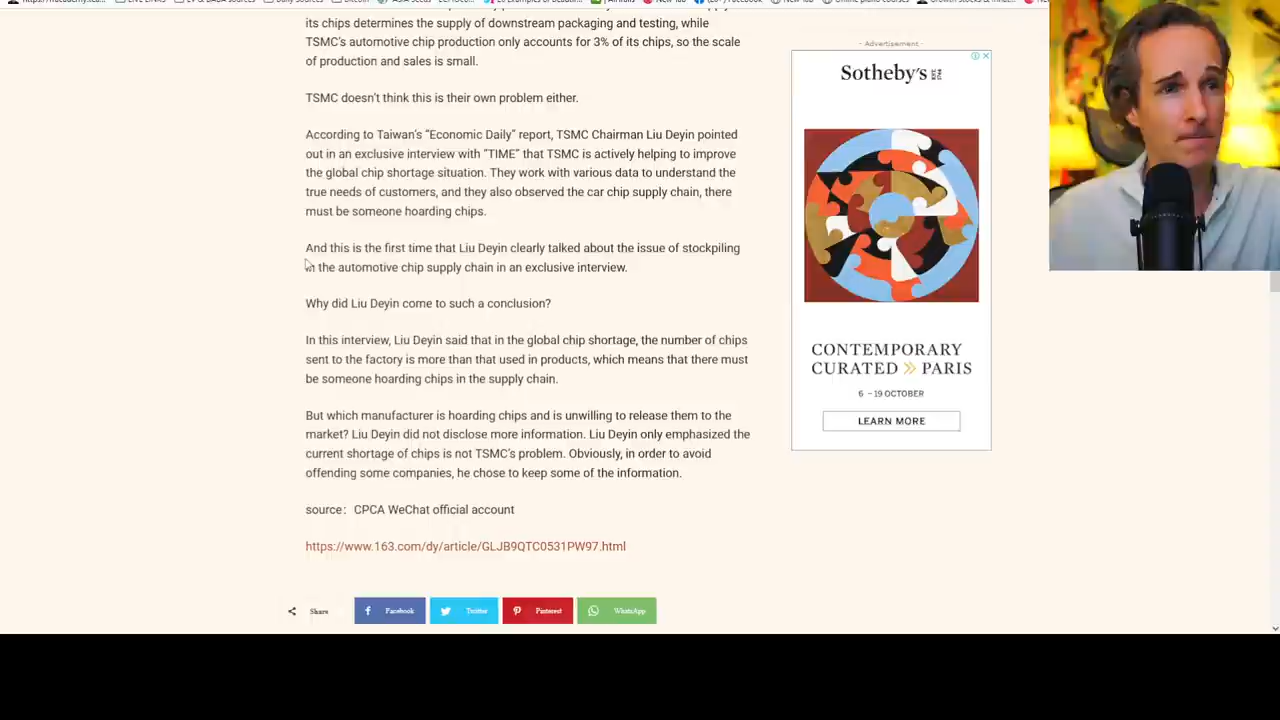 its chips determines the supply of downstream packaging and testing, while
TSMC's automotive chip production only accounts for 3% of its chips, so the scale
of production and sales is small.
TSMC doesn't think this is their own problem either.
According to Taiwan's “Economic Daily” report, TSMC Chairman Liu Deyin pointed
out in an exclusive interview with “TIME” that TSMC is actively helping to improve
the global chip shortage situation. They work with various data to understand the
true needs of customers, and they also observed the car chip supply chain, there
must be someone hoarding chips.
And this is the first time that Liu Deyin clearly talked about the issue of stockpiling
in the automotive chip supply chain in an exclusive interview.
Why did Liu Deyin come to such a conclusion?
In this interview, Liu Deyin said that in the global chip shortage, the number of chips
sent to the factory is more than that used in products, which means that there must
be someone hoarding chips in the supply chain.
But which manufacturer is hoarding chips and is unwilling to release them to the
market? Liu Deyin did not disclose more information. Liu Deyin only emphasized the
current shortage of chips is not TSMC's problem. Obviously, in order to avoid
offending some companies, he chose to keep some of the information.
source： CPCA WeChat official account
https://www.163.com/dy/article/GLJB9QTC0531PW97.html
Share
Facebook
Twitter
Pinterest
WhatsApp
- Advertisement -
Sotheby's EST. 1744
CONTEMPORARY
CURATED >> PARIS
6 – 19 OCTOBER
LEARN MORE